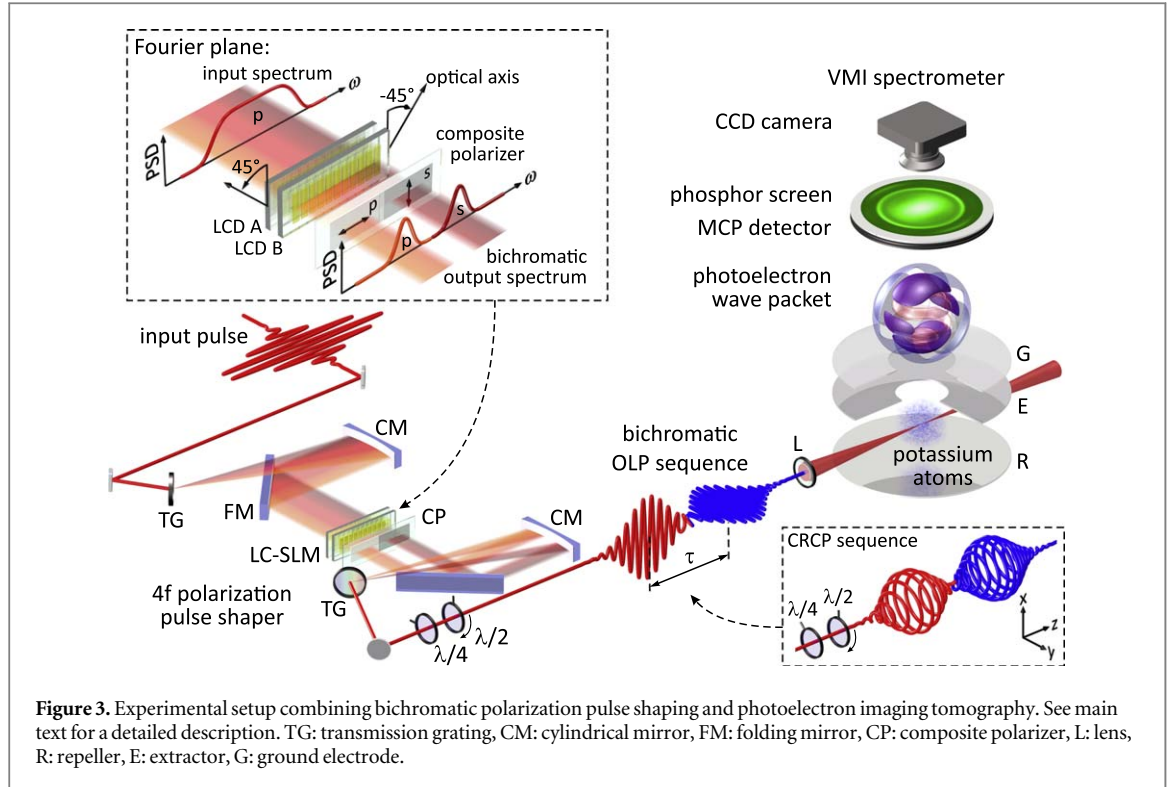 Fourier plane:
input spectrum
ω
p
PSD
45°
-45°
optical axis
composite
polarizer
LCD A
LCD B
p
s
ω
p
s
PSD
bichromatic
output spectrum
input pulse
TG
FM
CM
CP
LC-SLM
CM
4f polarization
pulse shaper
TG
λ/4
λ/2
bichromatic
OLP sequence
τ
L
VMI spectrometer
CCD camera
phosphor screen
MCP detector
photoelectron
wave packet
G
E
R
potassium
atoms
CRCP sequence
λ/4
λ/2
x
z
y
Figure 3. Experimental setup combining bichromatic polarization pulse shaping and photoelectron imaging tomography. See main
text for a detailed description. TG: transmission grating, CM: cylindrical mirror, FM: folding mirror, CP: composite polarizer, L: lens,
R: repeller, E: extractor, G: ground electrode.